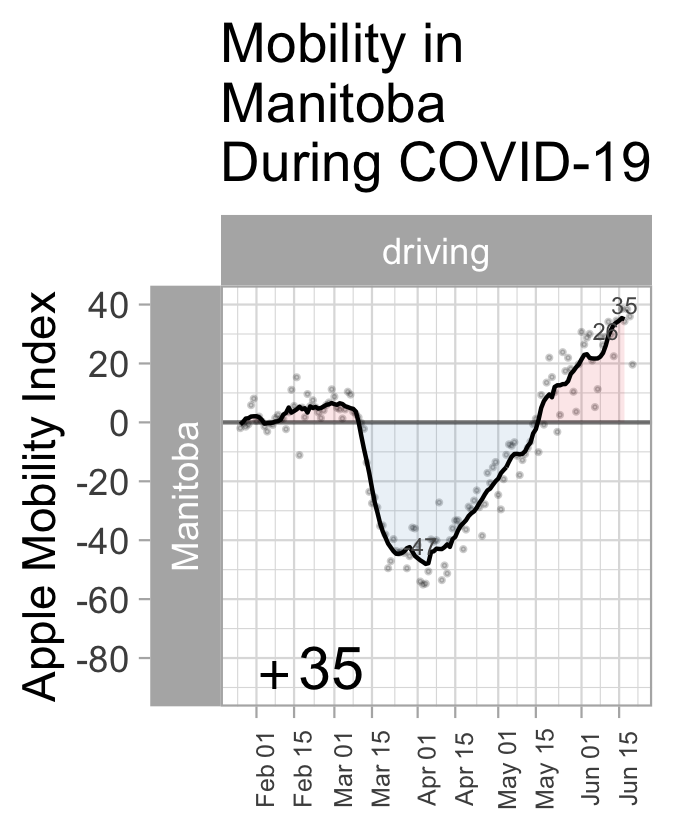 Mobility in
Manitoba
During COVID-19
driving
Apple Mobility Index
Manitoba
40
20
0
-20
-40
-60
-80
35
26
-47
+35
Feb 01
Feb 15
Mar 01
Mar 15
Apr 01
Apr 15
May 01
May 15
Jun 01
Jun 15